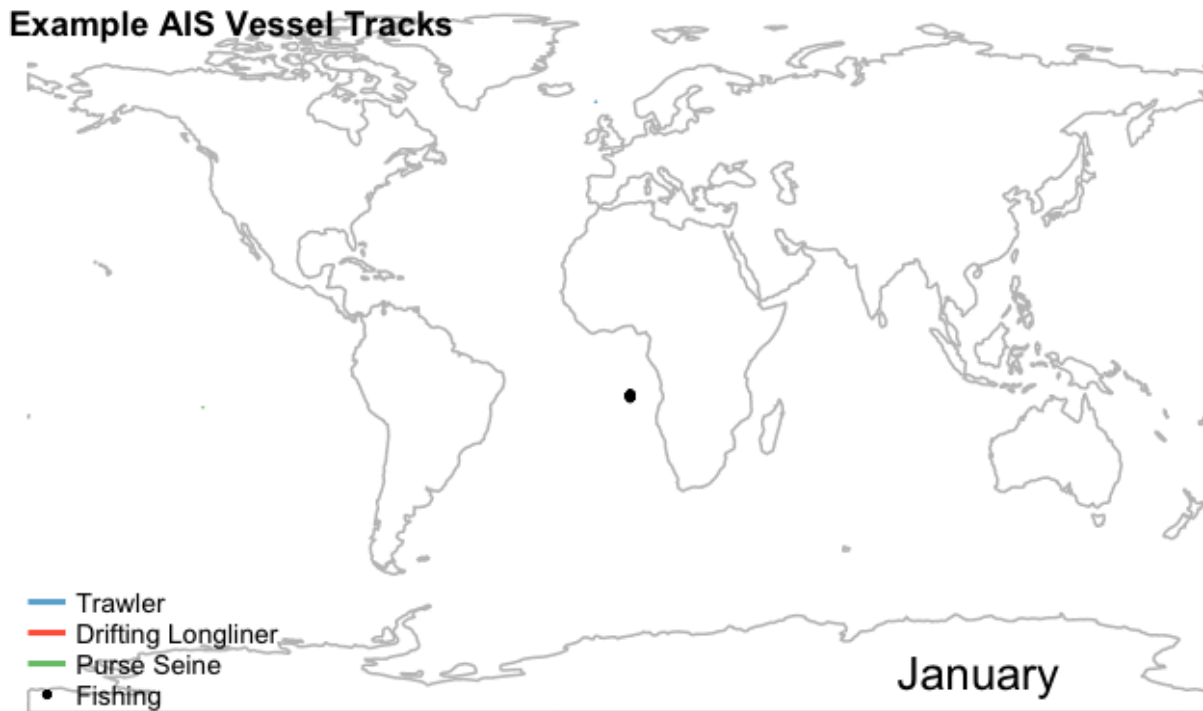 Example AIS Vessel Tracks
Trawler
Drifting Longliner
Purse Seine
Fishing
January